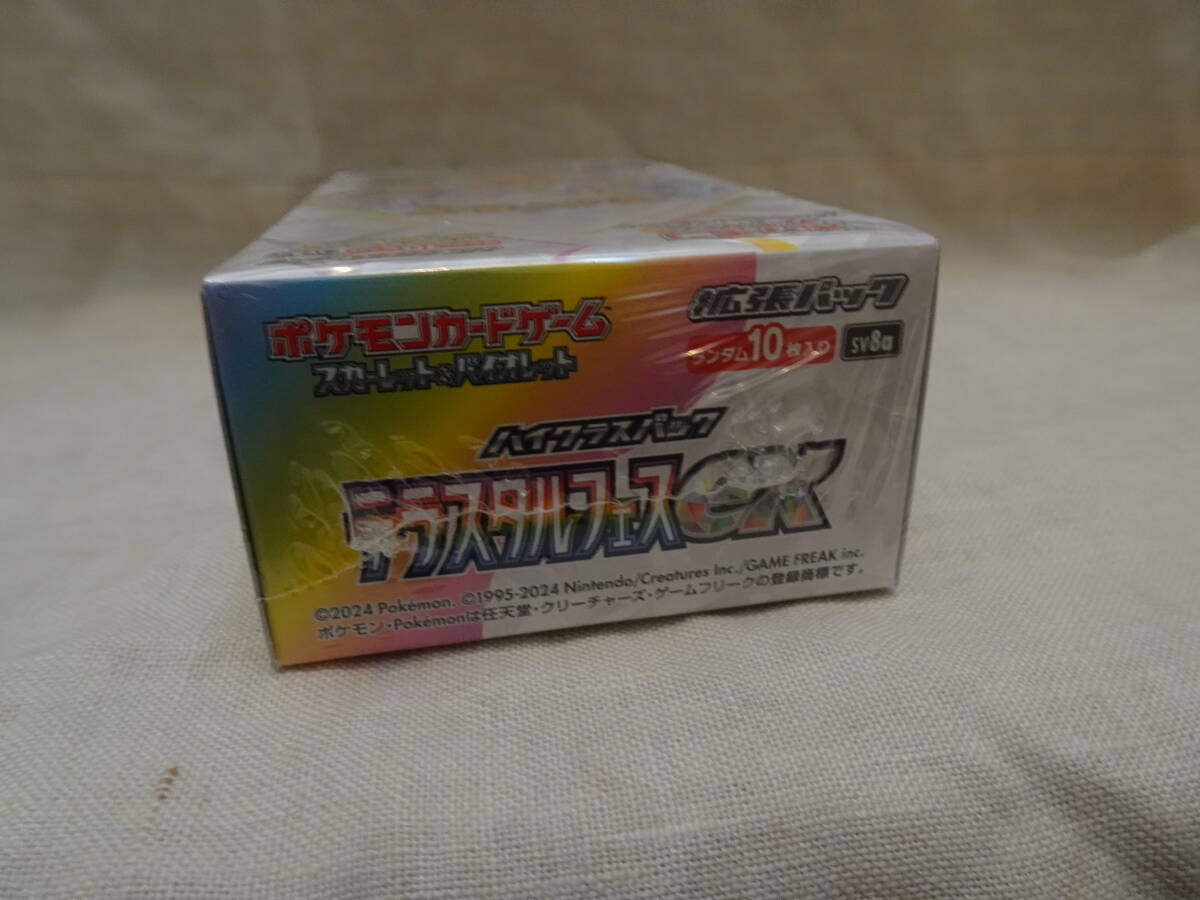 ポケモンカードゲーム
スカーレット&バイオレット
拡張パック
ランダム10枚入り
SV8a
ハイクラスパック
テラスタルフェスex
©2024 Pokémon. ©1995-2024 Nintendo/Creatures Inc./GAME FREAK inc.
ポケモン・Pokémonは任天堂・クリーチャーズ・ゲームフリークの登録商標です。